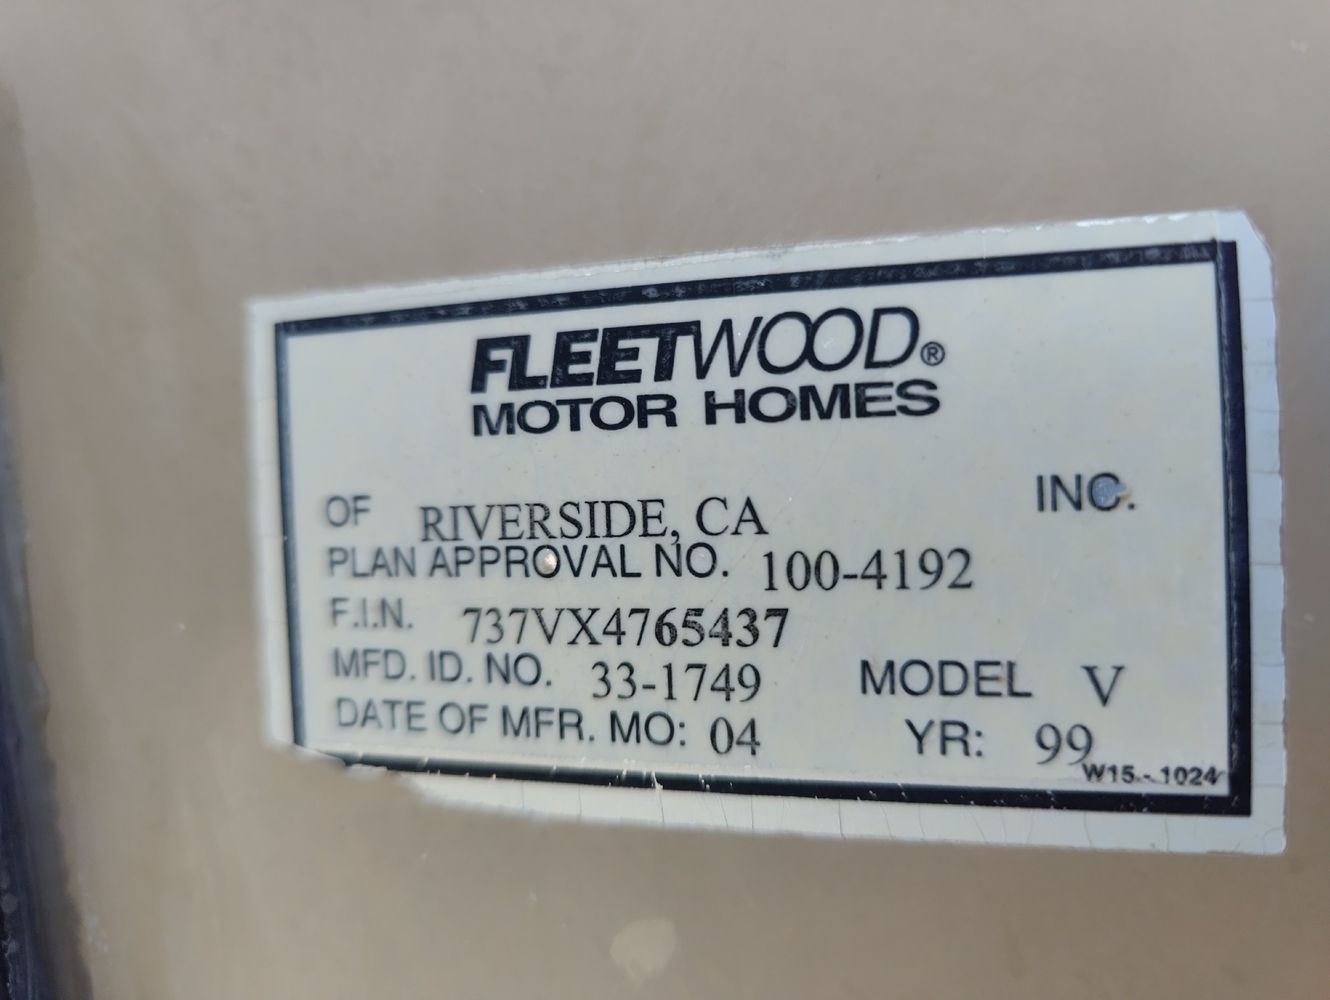 FLEETWOOD®
MOTOR HOMES
OF RIVERSIDE, CA INC.
PLAN APPROVAL NO. 100-4192
F.I.N. 737VX4765437
MFD. ID. NO. 33-1749 MODEL V
DATE OF MFR. MO: 04 YR: 99
W15-1024